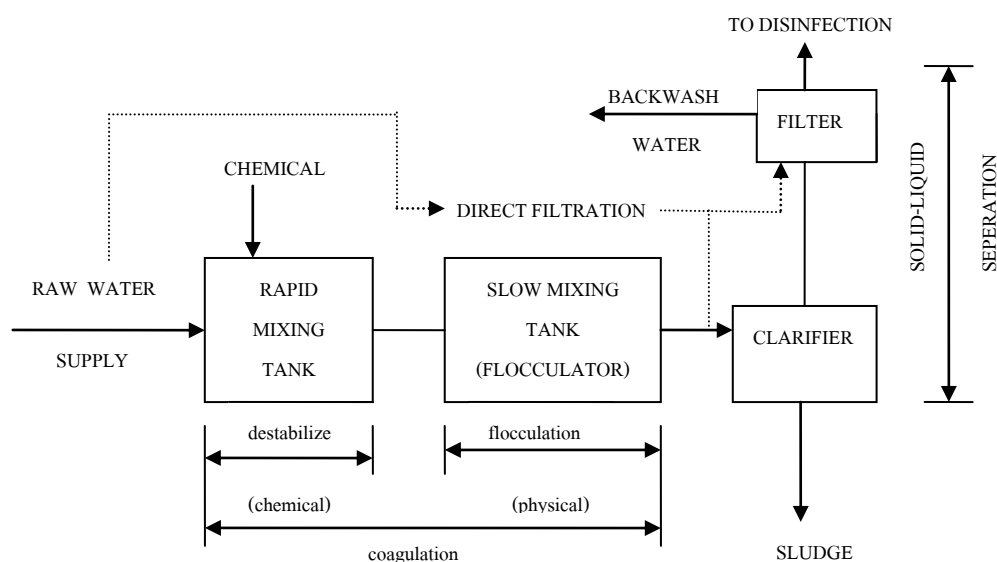 TO DISINFECTION
BACKWASH
WATER
FILTER
CHEMICAL
DIRECT FILTRATION
SOLID-LIQUID
SEPERATION
RAW WATER
SUPPLY
RAPID
MIXING
TANK
SLOW MIXING
TANK
(FLOCCULATOR)
CLARIFIER
destabilize
flocculation
(chemical)
(physical)
coagulation
SLUDGE